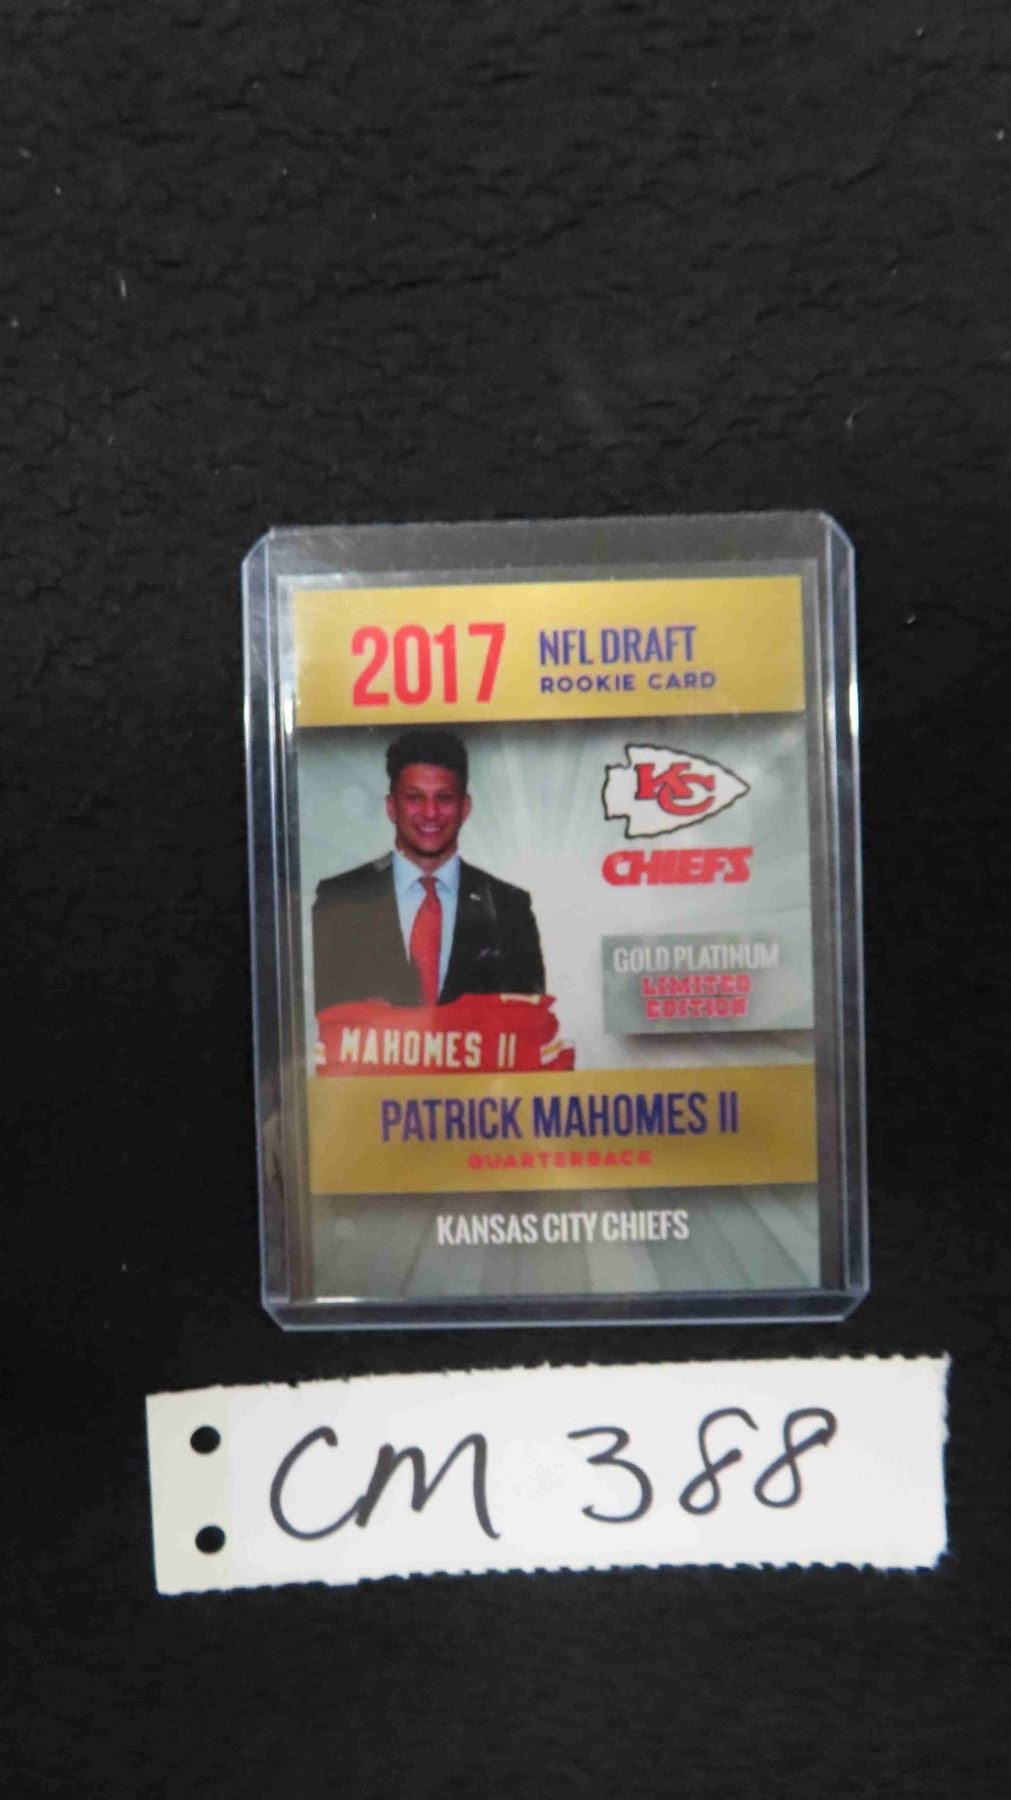 2017
NFL DRAFT
ROOKIE CARD
KC
CHIEFS
GOLD PLATINUM
LIMITED
EDITION
MAHOMES II
PATRICK MAHOMES II
QUARTERBACK
KANSAS CITY CHIEFS
CM 388